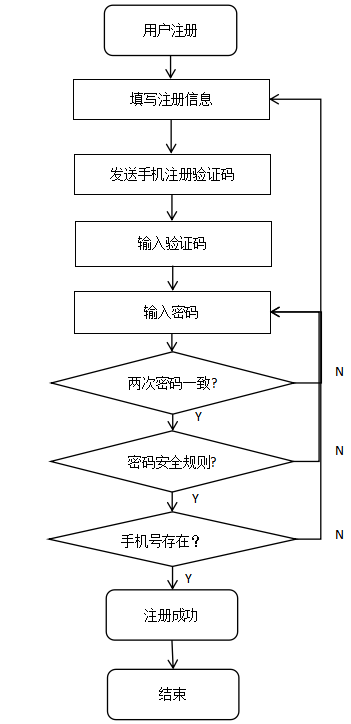 用户注册
填写注册信息
发送手机注册验证码
输入验证码
输入密码
两次密码一致?
N
Y
密码安全规则?
N
Y
手机号存在？
N
Y
注册成功
结束